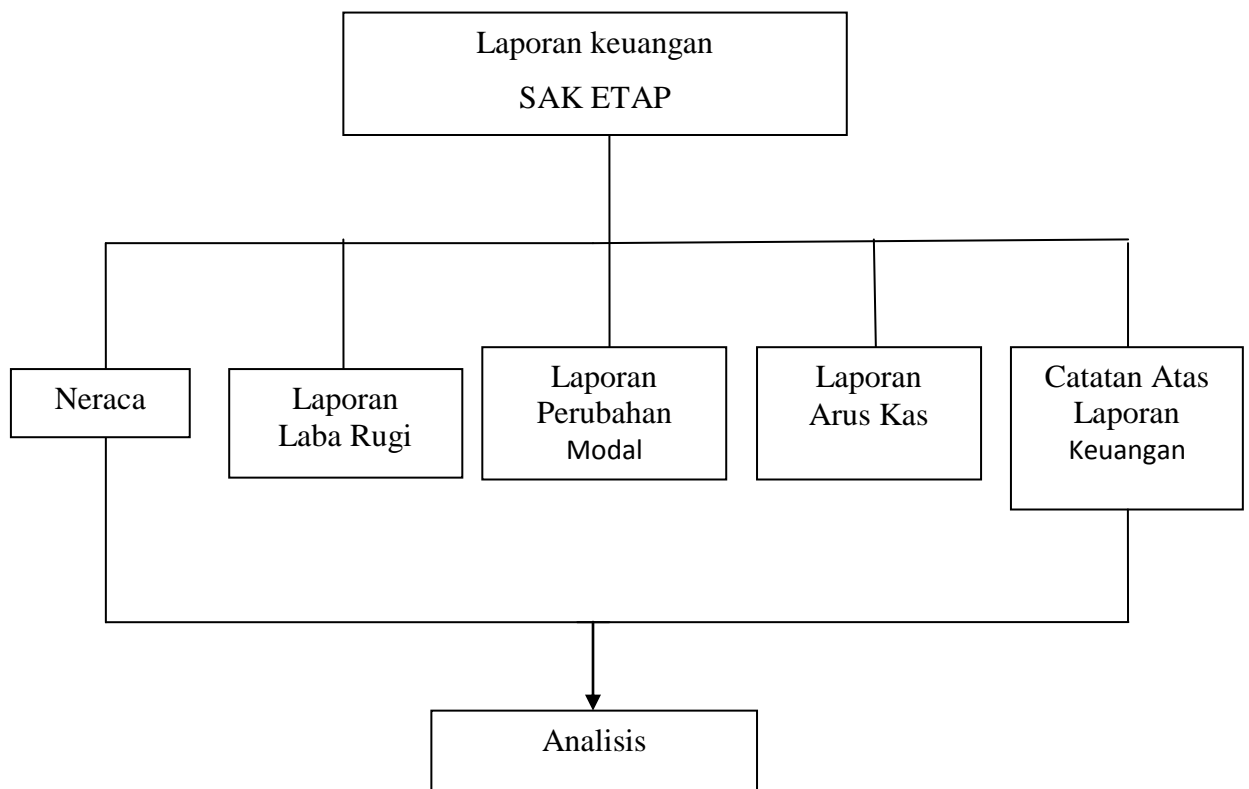 Laporan keuangan
SAK ETAP
Neraca
Laporan
Laba Rugi
Laporan
Perubahan
Modal
Laporan
Arus Kas
Catatan Atas
Laporan
Keuangan
Analisis